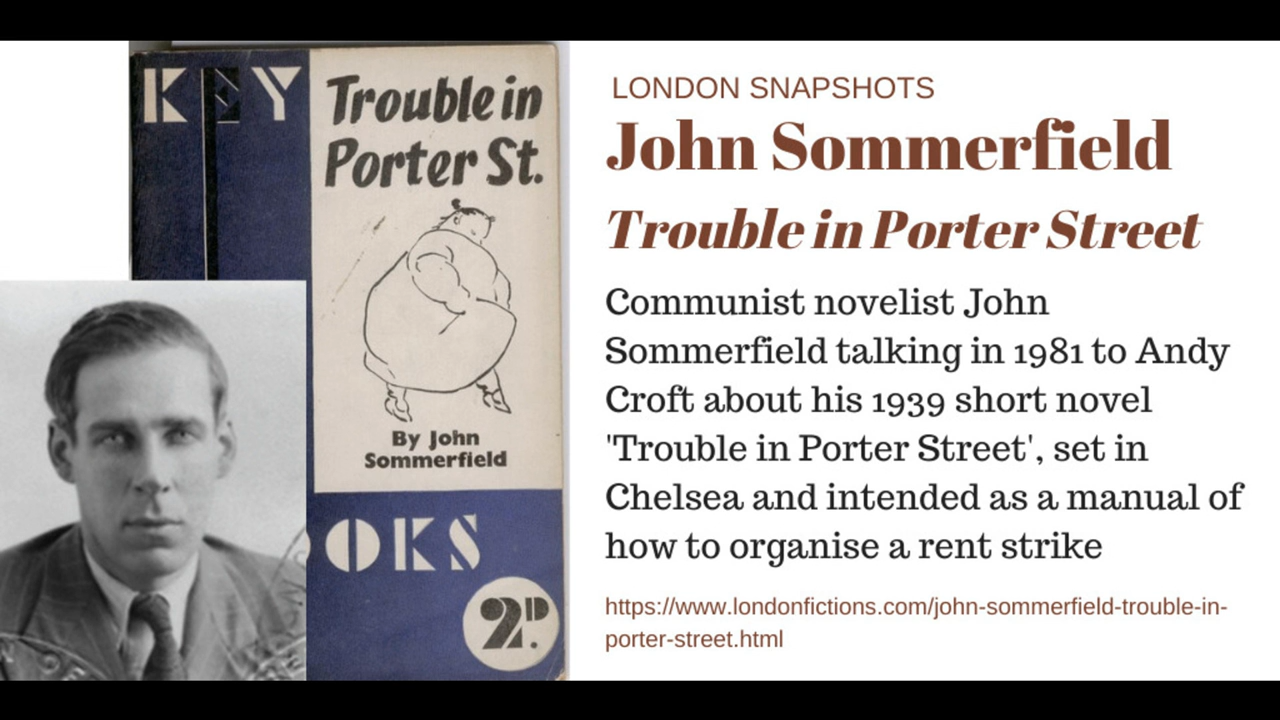 KEY
Trouble in
Porter St.
By John
Sommerfield
OKS
2D.
LONDON SNAPSHOTS
John Sommerfield
Trouble in Porter Street
Communist novelist John
Sommerfield talking in 1981 to Andy
Croft about his 1939 short novel
'Trouble in Porter Street', set in
Chelsea and intended as a manual of
how to organise a rent strike
https://www.londonfictions.com/john-sommerfield-trouble-in-
porter-street.html